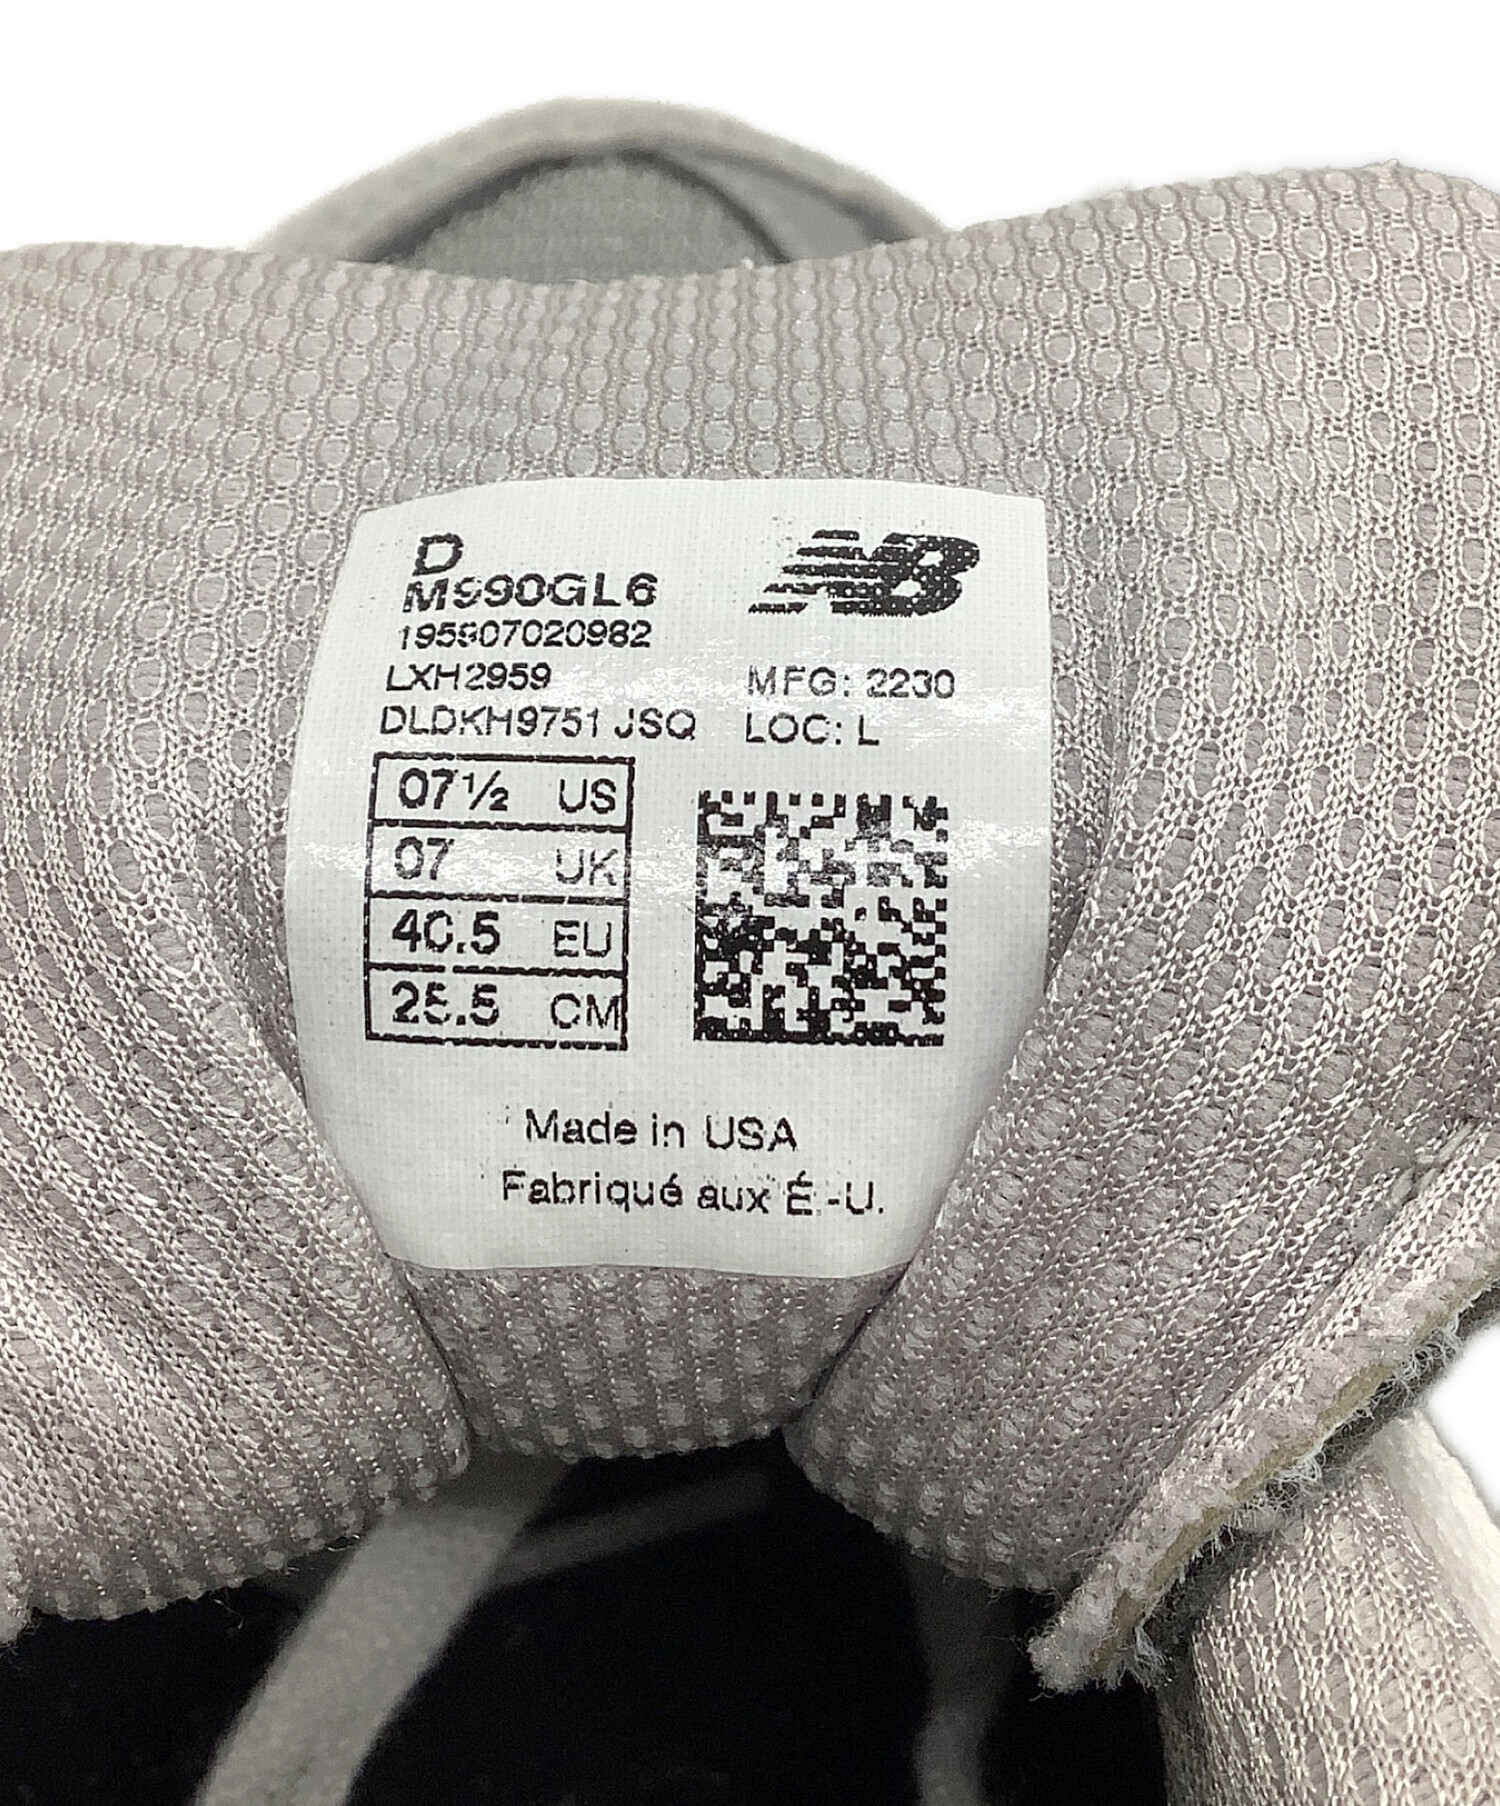 D
M990GL6
195907020982
LXH2959
DLDKH9751 JSQ
NB
MFG: 2230
LOC: L
07½ US
07 UK
40.5 EU
25.5 CM
Made in USA
Fabriqué aux É.-U.